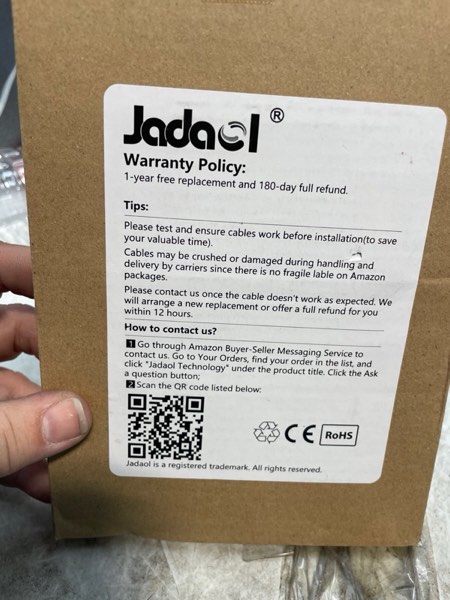 Jadaol ®
Warranty Policy:
1-year free replacement and 180-day full refund.
Tips:
Please test and ensure cables work before installation(to save
your valuable time).
Cables may be crushed or damaged during handling and
delivery by carriers since there is no fragile lable on Amazon
packages.
Please contact us once the cable doesn't work as expected. We
will arrange a new replacement or offer a full refund for you
within 12 hours.
How to contact us?
1 Go through Amazon Buyer-Seller Messaging Service to
contact us. Go to Your Orders, find your order in the list, and
click "Jadaol Technology" under the product title. Click the Ask
a question button;
2 Scan the QR code listed below:
CE RoHS
Jadaol is a registered trademark. All rights reserved.